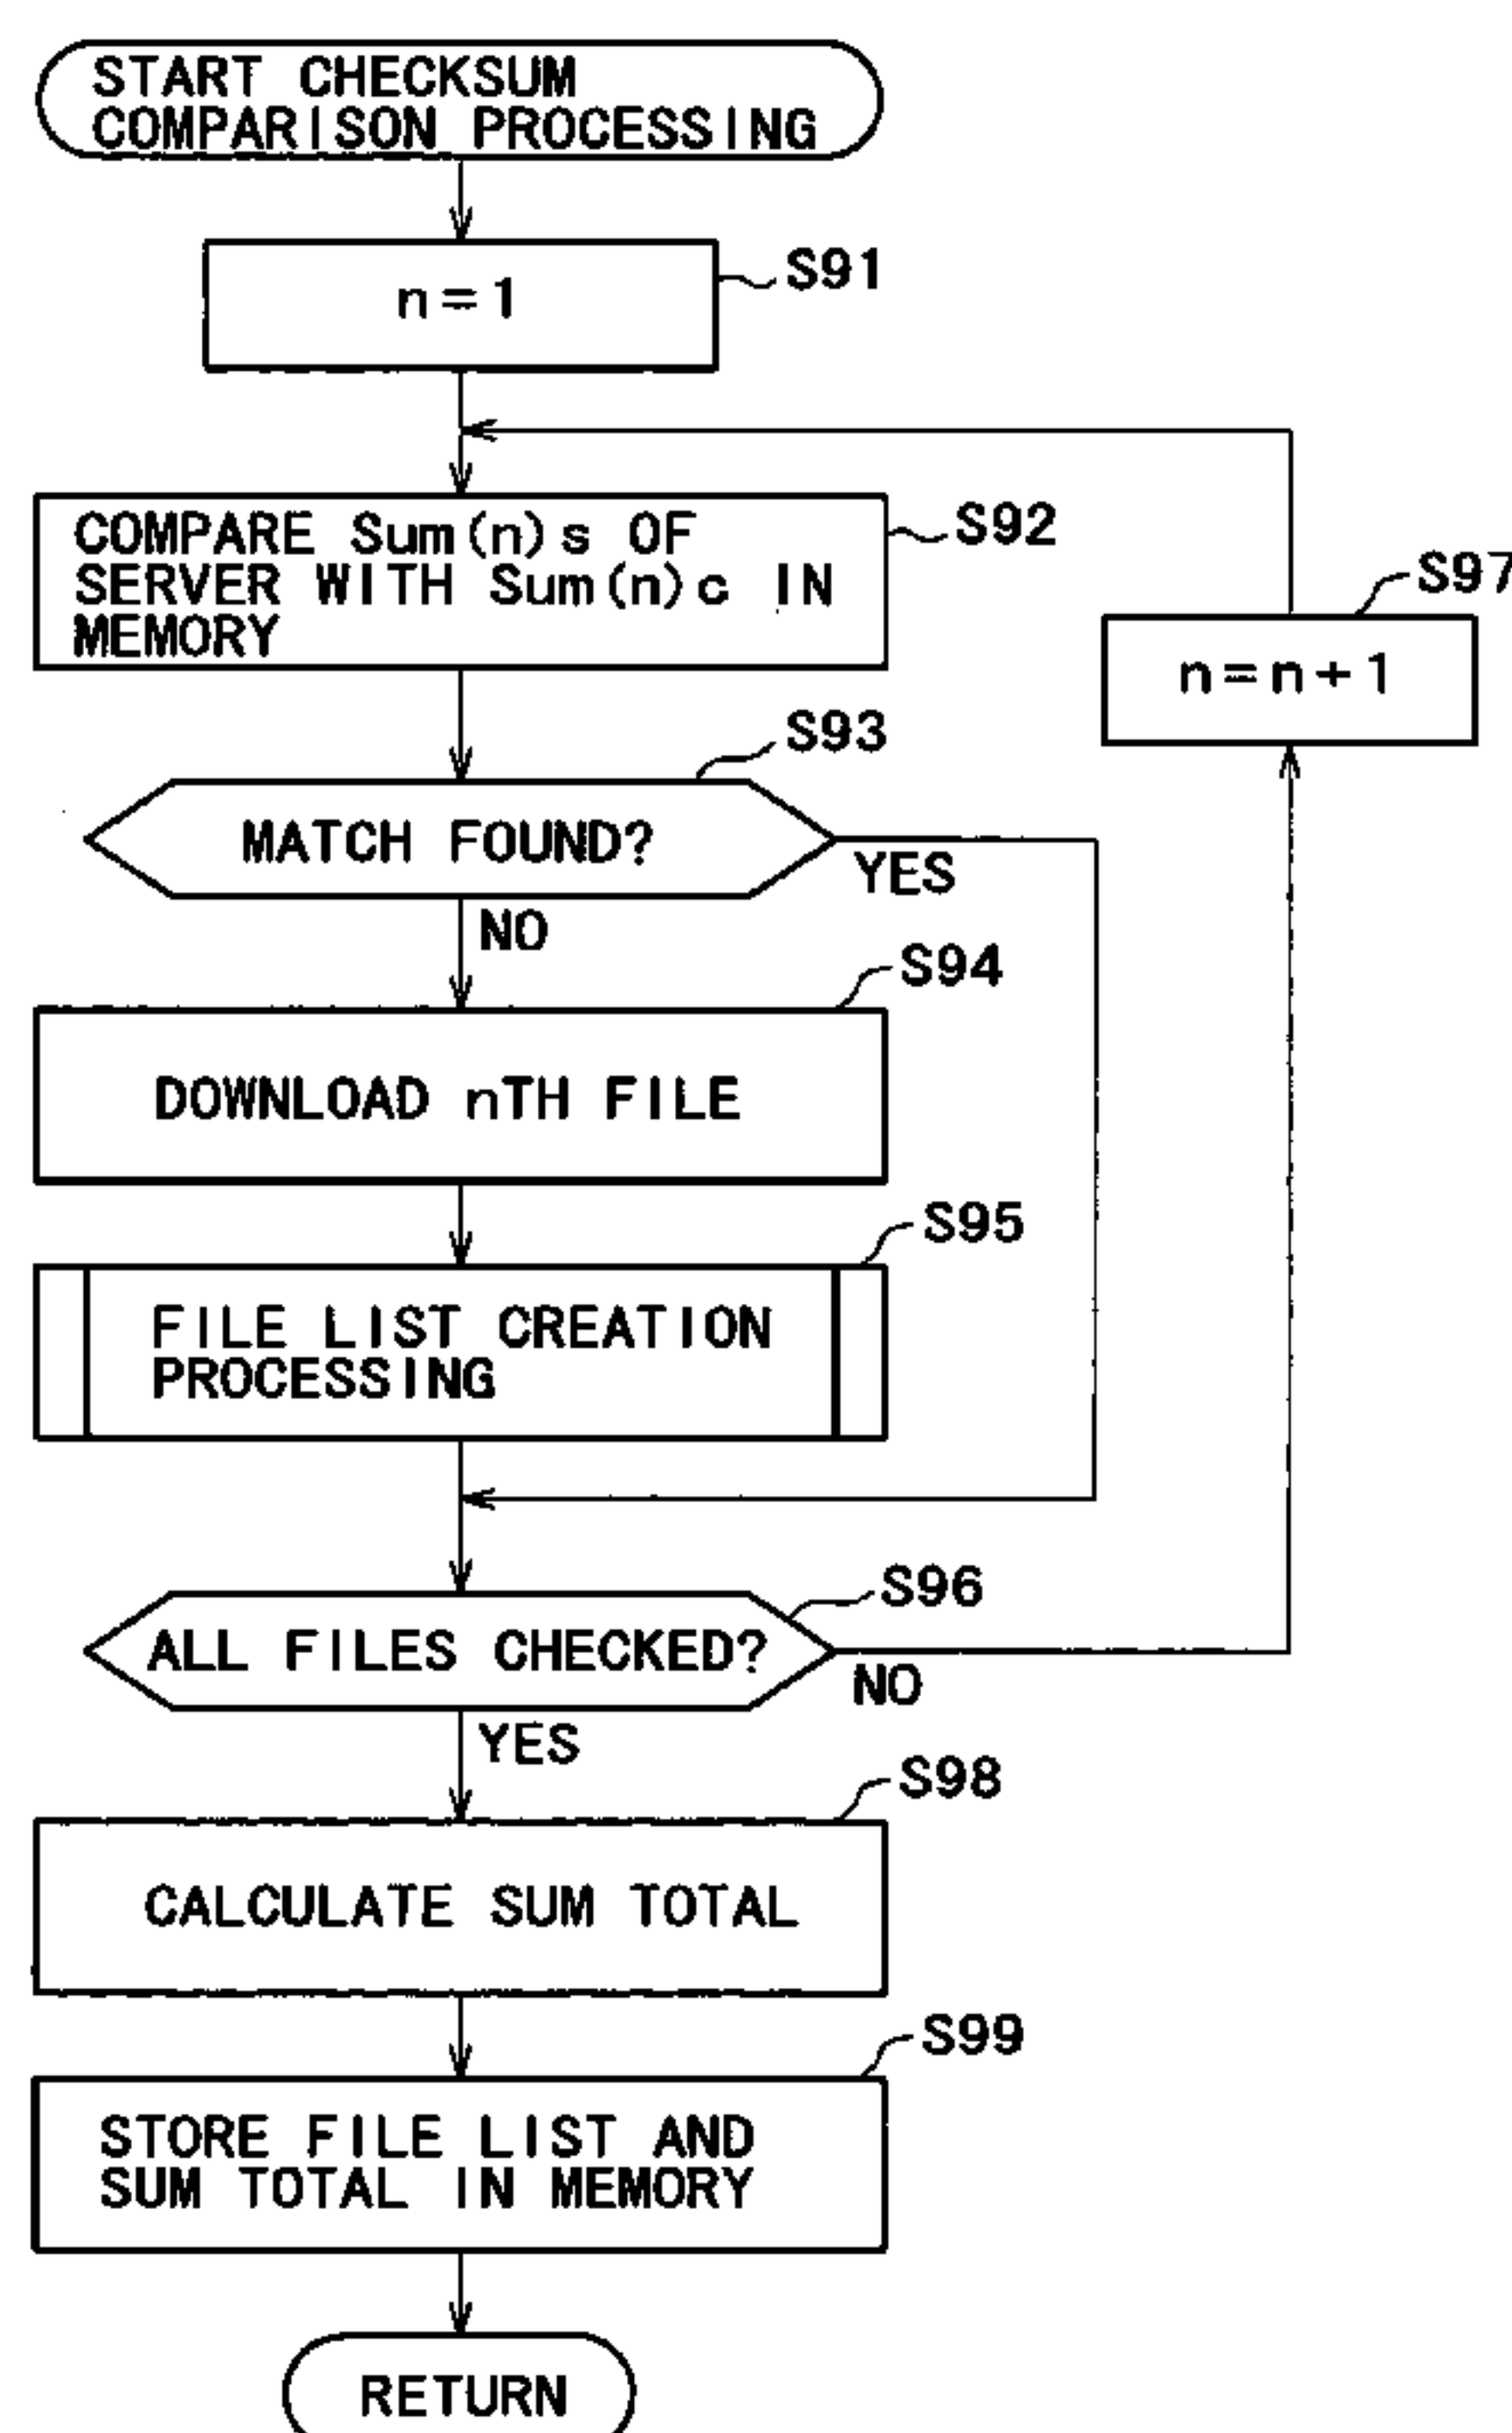 START CHECKSUM
COMPARISON PROCESSING
n=1
S91
COMPARE Sum(n)s OF
SERVER WITH Sum(n)c IN
MEMORY
S92
S97
n=n+1
S93
MATCH FOUND?
YES
NO
S94
DOWNLOAD nTH FILE
S95
FILE LIST CREATION
PROCESSING
S96
ALL FILES CHECKED?
NO
YES
S98
CALCULATE SUM TOTAL
S99
STORE FILE LIST AND
SUM TOTAL IN MEMORY
RETURN